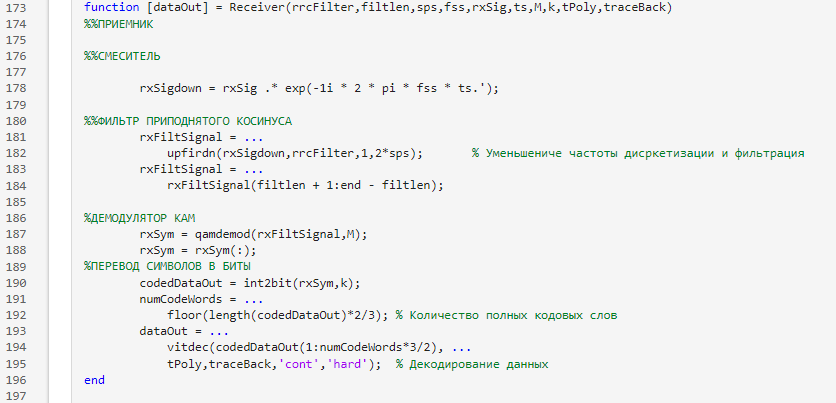 173 function [dataOut] = Receiver(rrcFilter,filtlen,sps,fss,rxSig,ts,M,k,tPoly,traceBack)
174 %%ПРИЕМНИК
175
176 %%СМЕСИТЕЛЬ
177
178 rxSigdown = rxSig .* exp(-1i * 2 * pi * fss * ts.');
179
180 %%ФИЛЬТР ПРИПОДНЯТОГО КОСИНУСА
181 rxFiltSignal = ...
182 upfirdn(rxSigdown,rrcFilter,1,2*sps); % Уменьшениче частоты дисркетизации и фильтрация
183 rxFiltSignal = ...
184 rxFiltSignal(filtlen + 1:end - filtlen);
185
186 %ДЕМОДУЛЯТОР КАМ
187 rxSym = qamdemod(rxFiltSignal,M);
188 rxSym = rxSym(:);
189 %ПЕРЕВОД СИМВОЛОВ В БИТЫ
190 codedDataOut = int2bit(rxSym,k);
191 numCodeWords = ...
192 floor(length(codedDataOut)*2/3); % Количество полных кодовых слов
193 dataOut = ...
194 vitdec(codedDataOut(1:numCodeWords*3/2), ...
195 tPoly,traceBack,'cont','hard'); % Декодирование данных
196 end
197